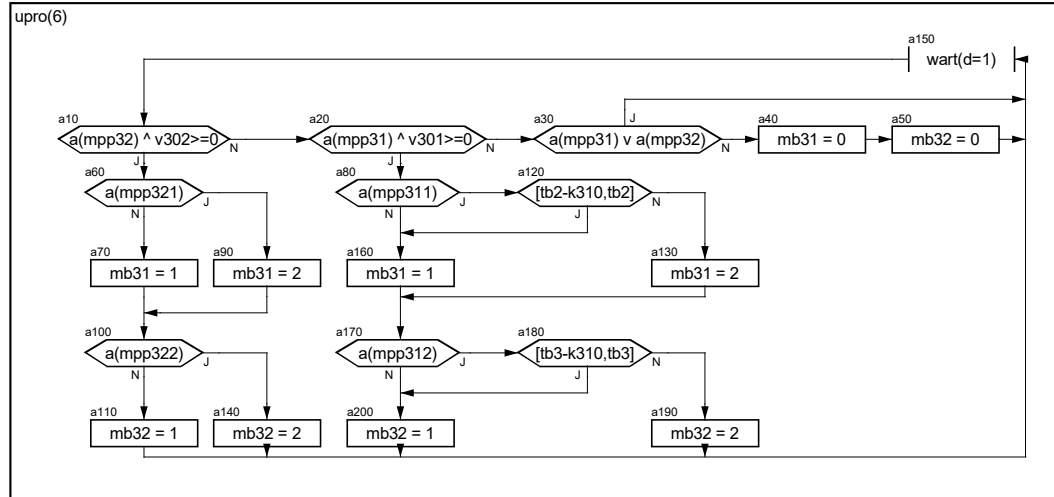 upro(6)
a150
wart(d=1)
a10
a(mpp32) ^ v302>=0
N
J
a20
a(mpp31) ^ v301>=0
N
J
a30
a(mpp31) v a(mpp32)
J
N
a40
mb31 = 0
a50
mb32 = 0
a60
a(mpp321)
N
J
a80
a(mpp311)
N
J
a120
[tb2-k310,tb2]
J
N
a70
mb31 = 1
a90
mb31 = 2
a160
mb31 = 1
a130
mb31 = 2
a100
a(mpp322)
N
J
a170
a(mpp312)
N
J
a180
[tb3-k310,tb3]
J
N
a110
mb32 = 1
a140
mb32 = 2
a200
mb32 = 1
a190
mb32 = 2